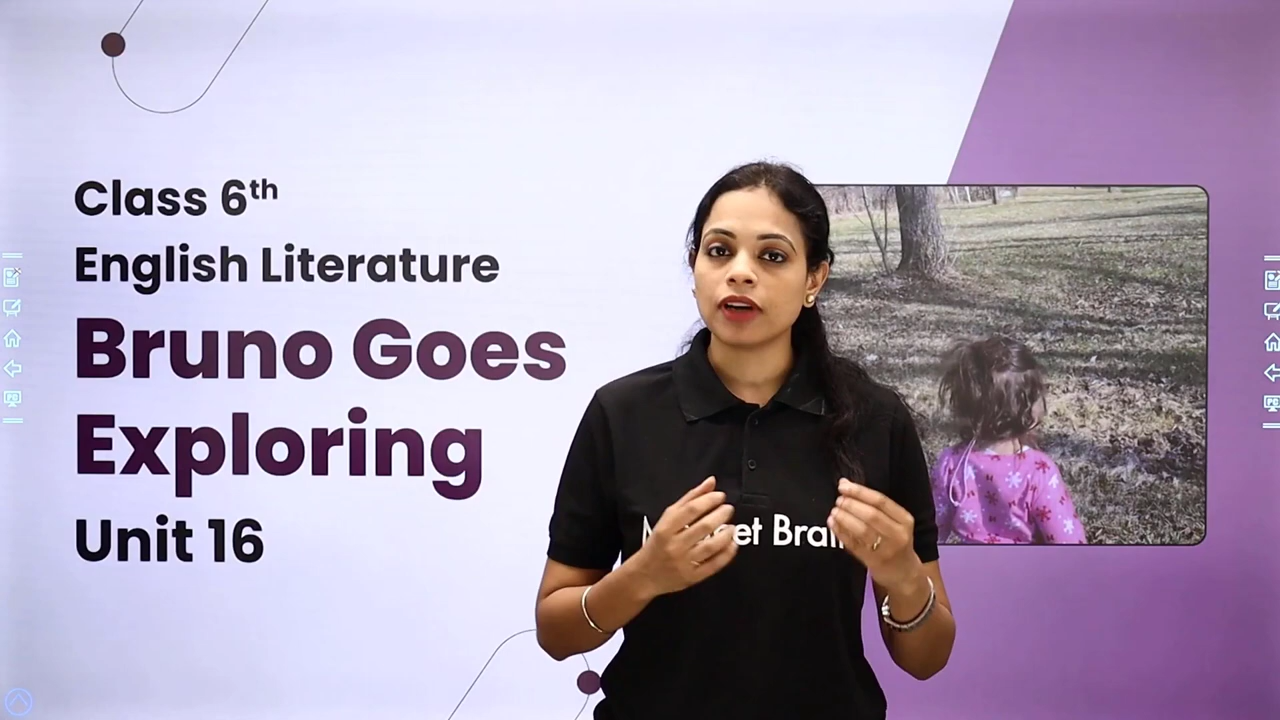 Class 6th
English Literature
Bruno Goes
Exploring
Unit 16